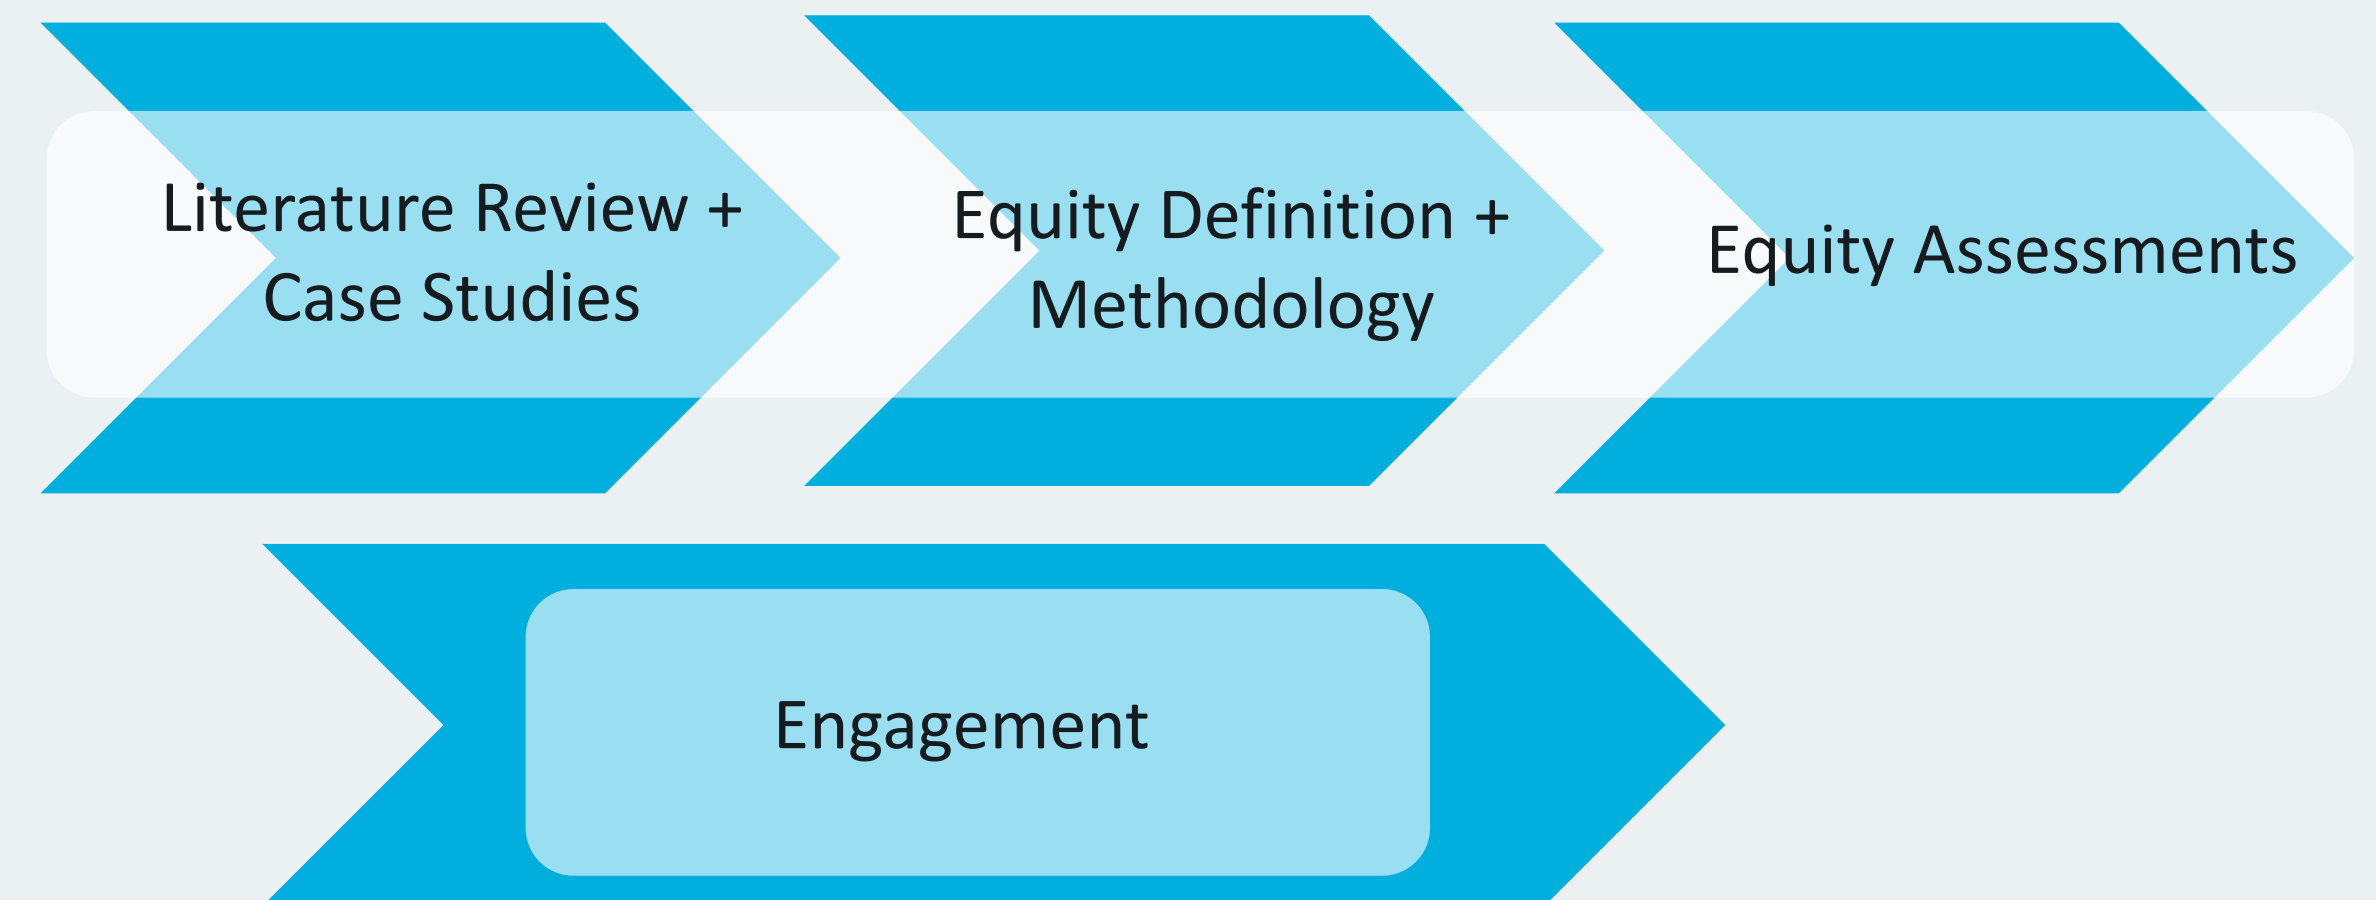 Literature Review +
Case Studies
Equity Definition +
Methodology
Equity Assessments
Engagement